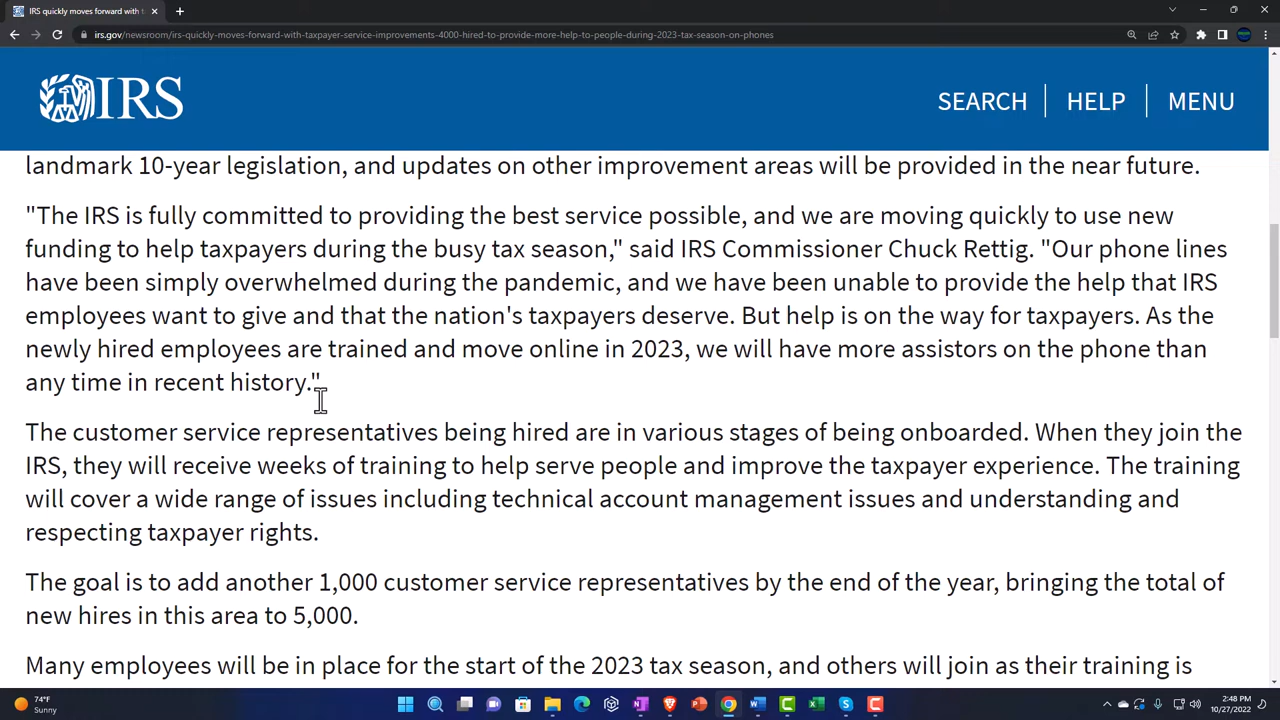 IRS quickly moves forward with t
irs.gov/newsroom/irs-quickly-moves-forward-with-taxpayer-service-improvements-4000-hired-to-provide-more-help-to-people-during-2023-tax-season-on-phones
IRS
SEARCH
HELP
MENU
landmark 10-year legislation, and updates on other improvement areas will be provided in the near future.
"The IRS is fully committed to providing the best service possible, and we are moving quickly to use new
funding to help taxpayers during the busy tax season," said IRS Commissioner Chuck Rettig. "Our phone lines
have been simply overwhelmed during the pandemic, and we have been unable to provide the help that IRS
employees want to give and that the nation's taxpayers deserve. But help is on the way for taxpayers. As the
newly hired employees are trained and move online in 2023, we will have more assistors on the phone than
any time in recent history."
The customer service representatives being hired are in various stages of being onboarded. When they join the
IRS, they will receive weeks of training to help serve people and improve the taxpayer experience. The training
will cover a wide range of issues including technical account management issues and understanding and
respecting taxpayer rights.
The goal is to add another 1,000 customer service representatives by the end of the year, bringing the total of
new hires in this area to 5,000.
Many employees will be in place for the start of the 2023 tax season, and others will join as their training is
74°F
Sunny
2:48 PM
10/27/2022